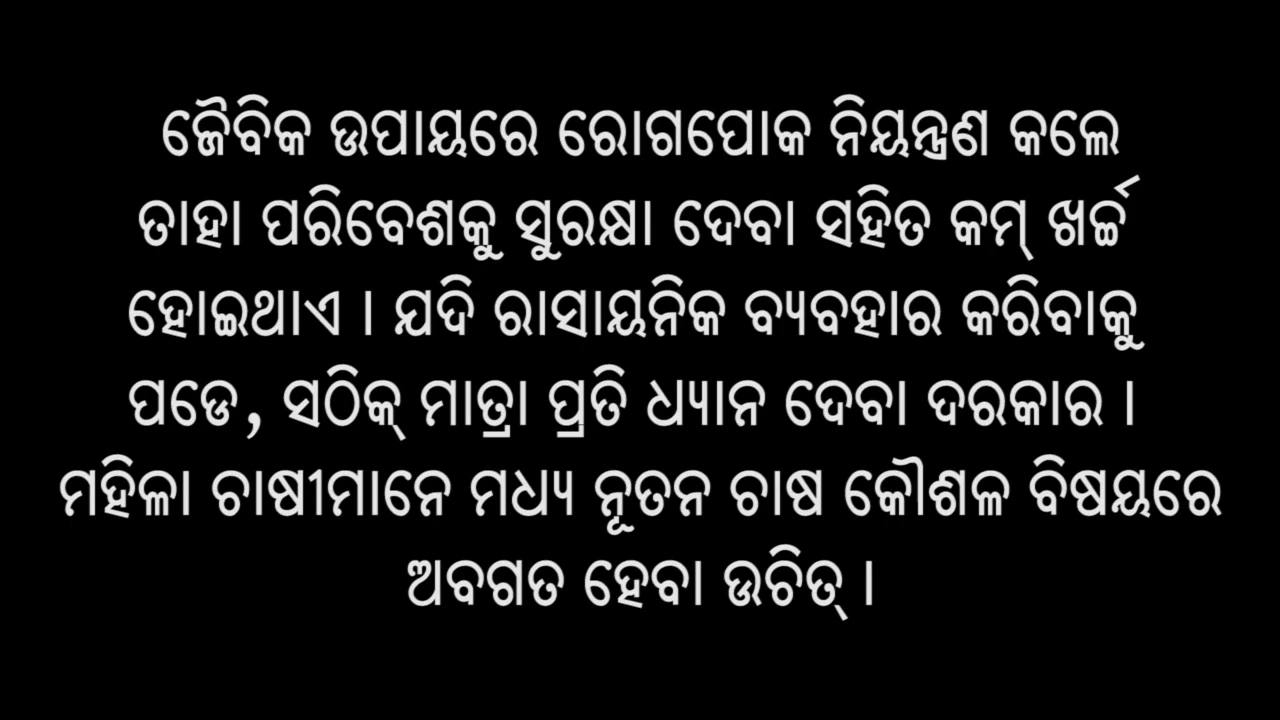 ଜୈବିକ ଉପାୟରେ ରୋଗପୋକ ନିୟନ୍ତ୍ରଣ କଲେ
ତାହା ପରିବେଶକୁ ସୁରକ୍ଷା ଦେବା ସହିତ କମ୍ ଖର୍ଚ୍ଚ
ହୋଇଥାଏ । ଯଦି ରାସାୟନିକ ବ୍ୟବହାର କରିବାକୁ
ପଡେ, ସଠିକ୍ ମାତ୍ରା ପ୍ରତି ଧ୍ୟାନ ଦେବା ଦରକାର ।
ମହିଳା ଚାଷୀମାନେ ମଧ୍ୟ ନୂତନ ଚାଷ କୌଶଳ ବିଷୟରେ
ଅବଗତ ହେବା ଉଚିତ୍ ।